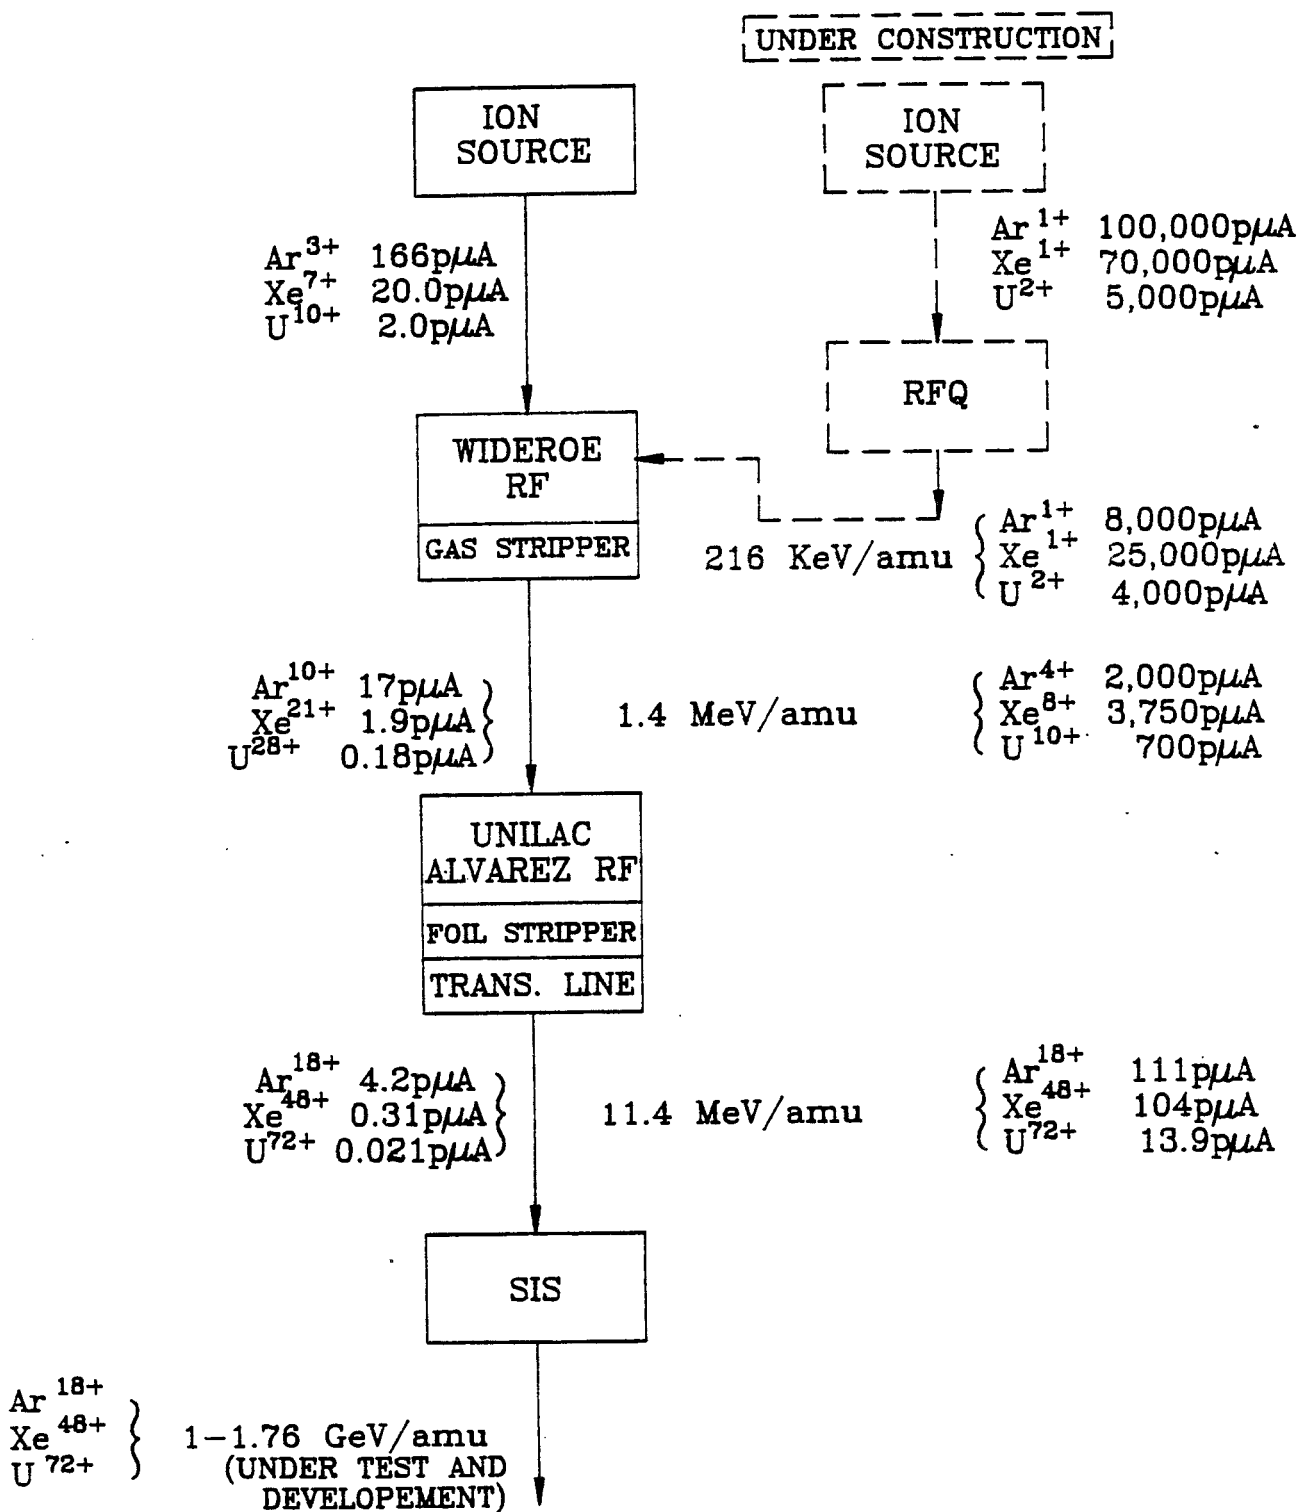 UNDER CONSTRUCTION
ION
SOURCE
ION
SOURCE
Ar³⁺ 166pμA
Xe⁷⁺ 20.0pμA
U¹⁰⁺ 2.0pμA
Ar¹⁺ 100,000pμA
Xe¹⁺ 70,000pμA
U²⁺ 5,000pμA
RFQ
WIDEROE
RF
GAS STRIPPER
216 KeV/amu
Ar¹⁺ 8,000pμA
Xe¹⁺ 25,000pμA
U²⁺ 4,000pμA
Ar¹⁰⁺ 17pμA
Xe²¹⁺ 1.9pμA
U²⁸⁺ 0.18pμA
1.4 MeV/amu
Ar⁴⁺ 2,000pμA
Xe⁸⁺ 3,750pμA
U¹⁰⁺ 700pμA
UNILAC
ALVAREZ RF
FOIL STRIPPER
TRANS. LINE
Ar¹⁸⁺ 4.2pμA
Xe⁴⁸⁺ 0.31pμA
U⁷²⁺ 0.021pμA
11.4 MeV/amu
Ar¹⁸⁺ 111pμA
Xe⁴⁸⁺ 104pμA
U⁷²⁺ 13.9pμA
SIS
Ar¹⁸⁺
Xe⁴⁸⁺
U⁷²⁺
1-1.76 GeV/amu
(UNDER TEST AND
DEVELOPEMENT)